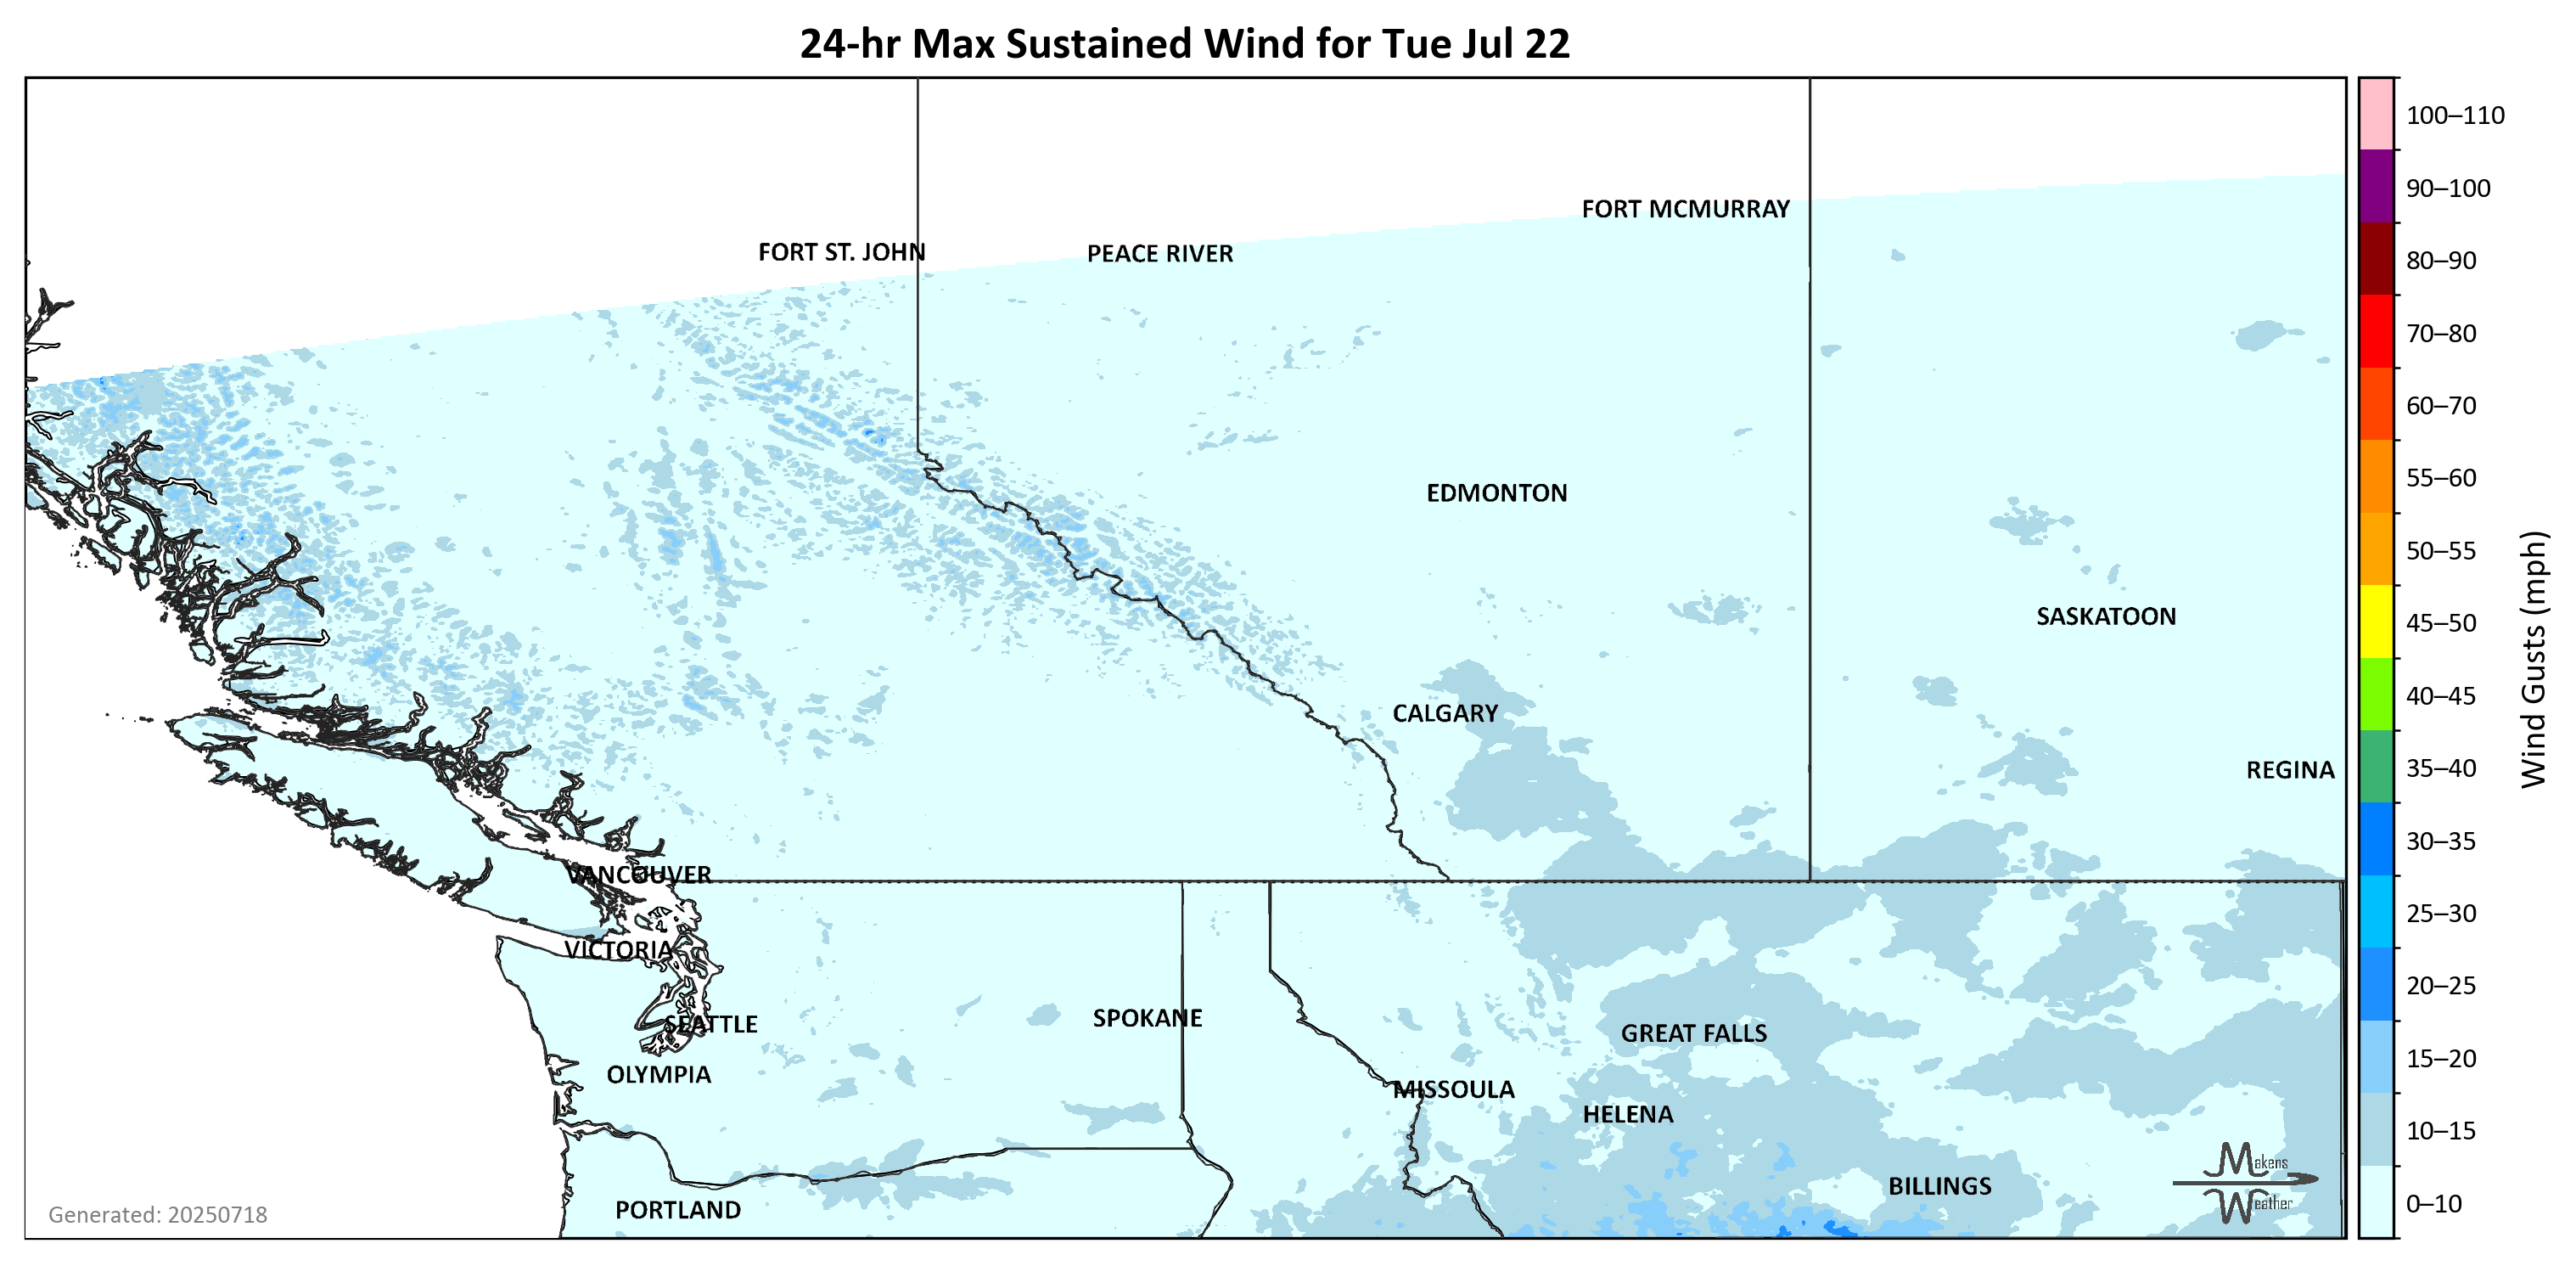 24-hr Max Sustained Wind for Tue Jul 22
100–110
90–100
80–90
70–80
60–70
55–60
50–55
45–50
40–45
35–40
30–35
25–30
20–25
15–20
10–15
0–10
Wind Gusts (mph)
FORT MCMURRAY
FORT ST. JOHN
PEACE RIVER
EDMONTON
SASKATOON
CALGARY
REGINA
VANCOUVER
VICTORIA
SEATTLE
SPOKANE
GREAT FALLS
OLYMPIA
MISSOULA
HELENA
BILLINGS
PORTLAND
Makens
Weather
Generated: 20250718